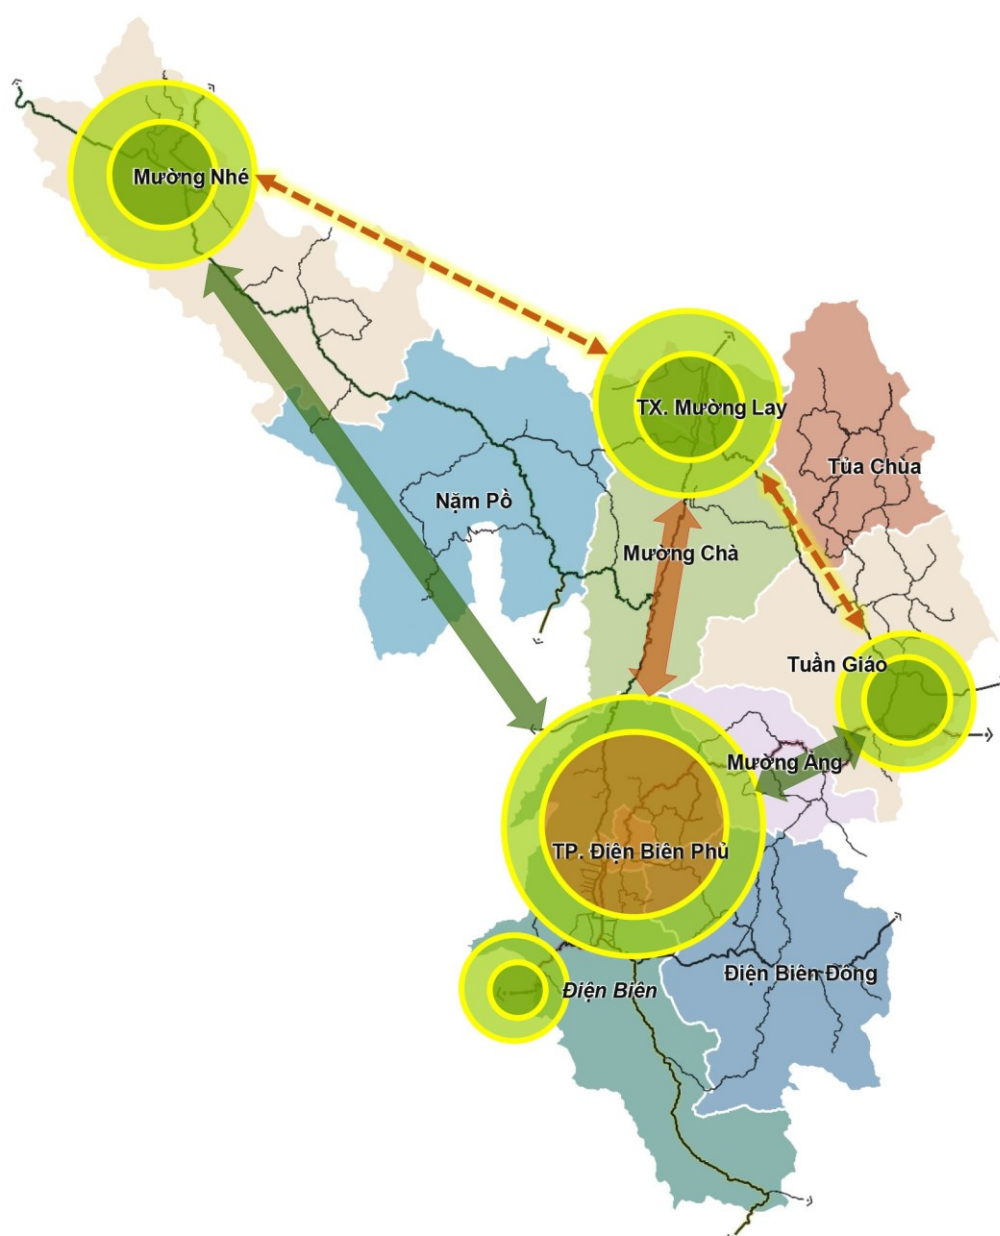 Mường Nhé
TX. Mường Lay
Tủa Chùa
Nặm Pồ
Mường Chà
Tuần Giáo
Mường Ảng
TP. Điện Biên Phủ
Điện Biên
Điện Biên Đông